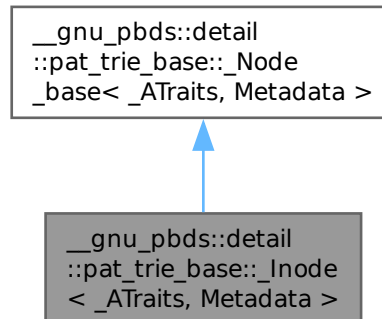 __gnu_pbds::detail
::pat_trie_base::_Node
_base< _ATraits, Metadata >
__gnu_pbds::detail
::pat_trie_base::_Inode
< _ATraits, Metadata >